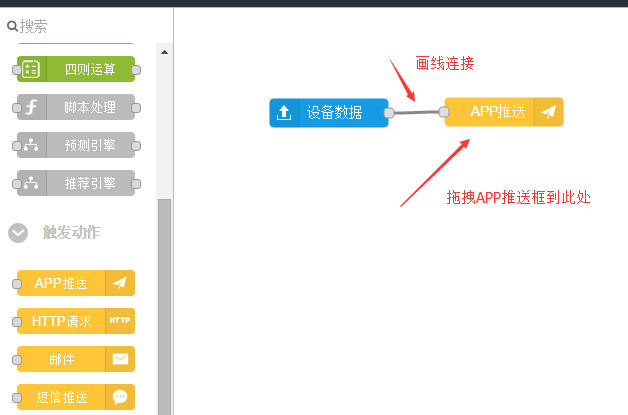 搜索
四则运算
脚本处理
预测引擎
推荐引擎
触发动作
APP推送
HTTP请求 HTTP
邮件
短信推送
画线连接
设备数据
APP推送
拖拽APP推送框到此处